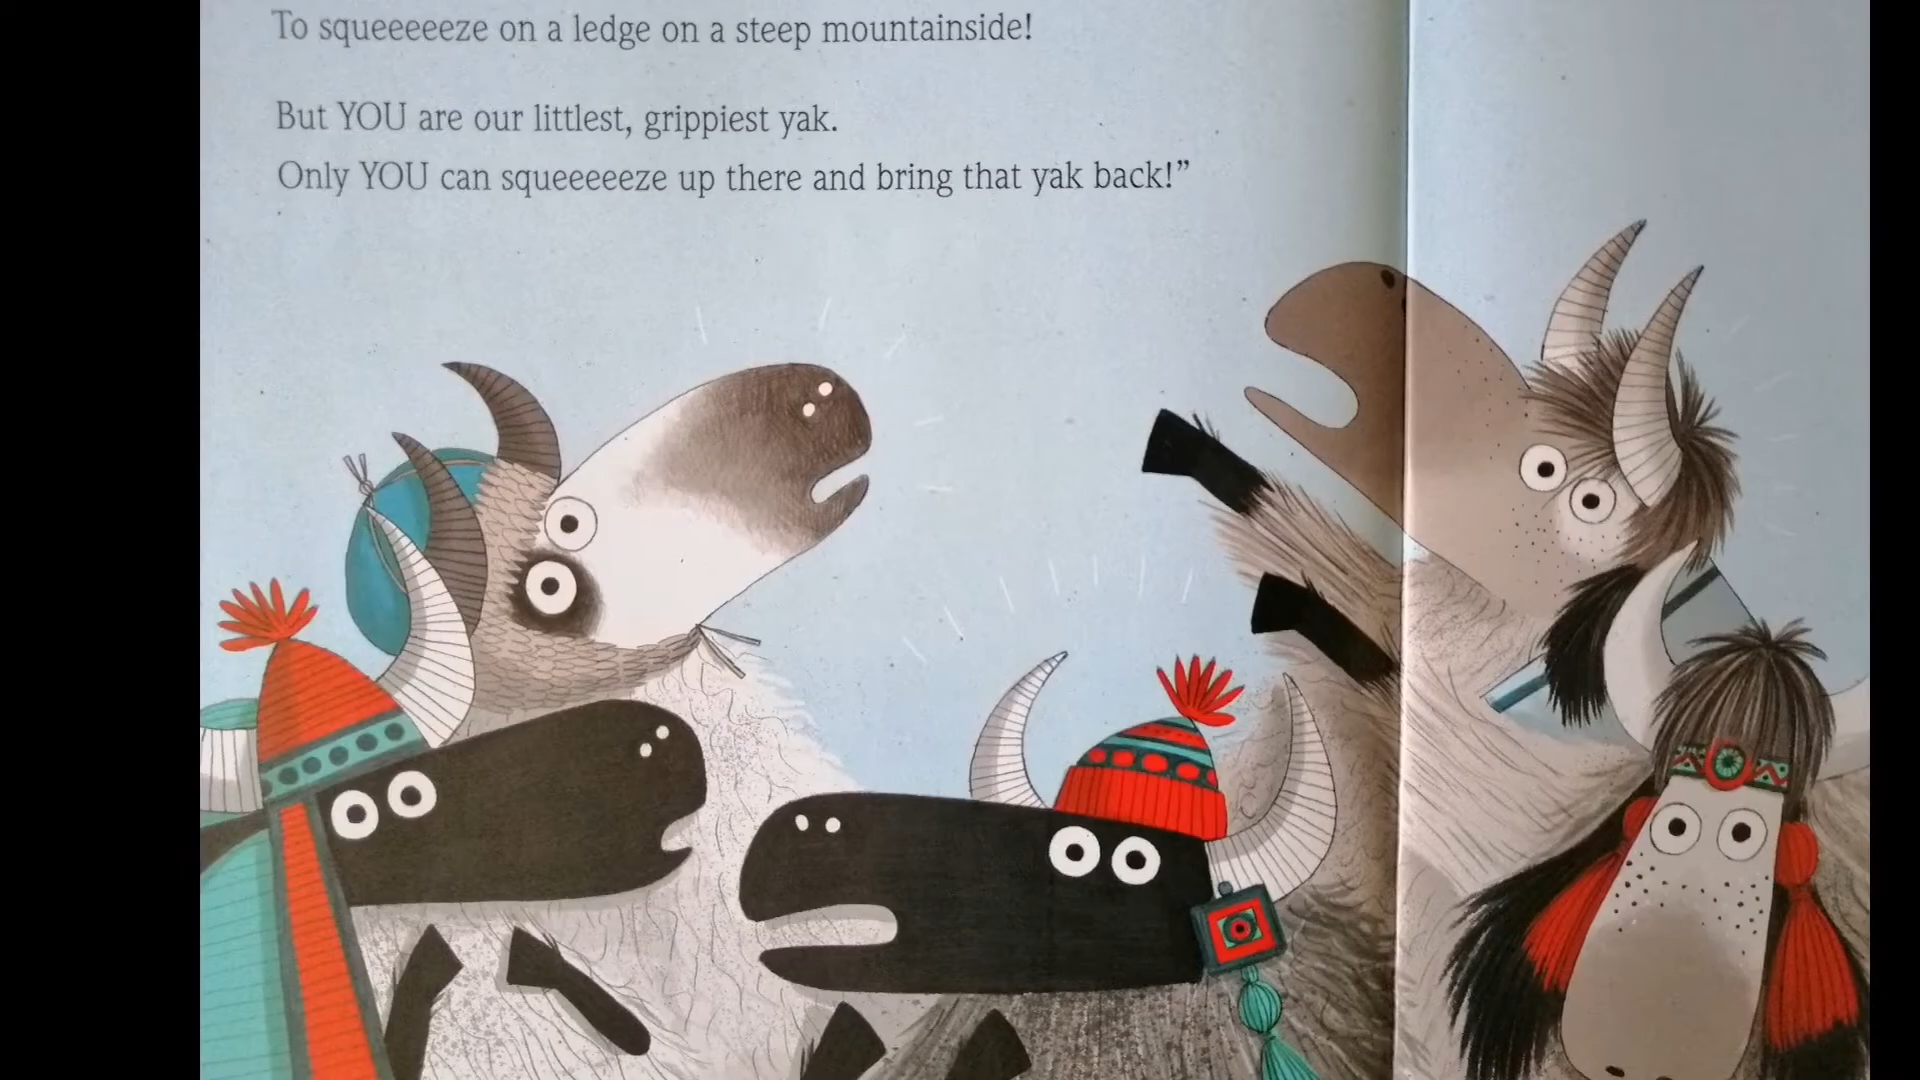 To squeeeeeze on a ledge on a steep mountainside!
But YOU are our littlest, grippiest yak.
Only YOU can squeeeeeze up there and bring that yak back!”